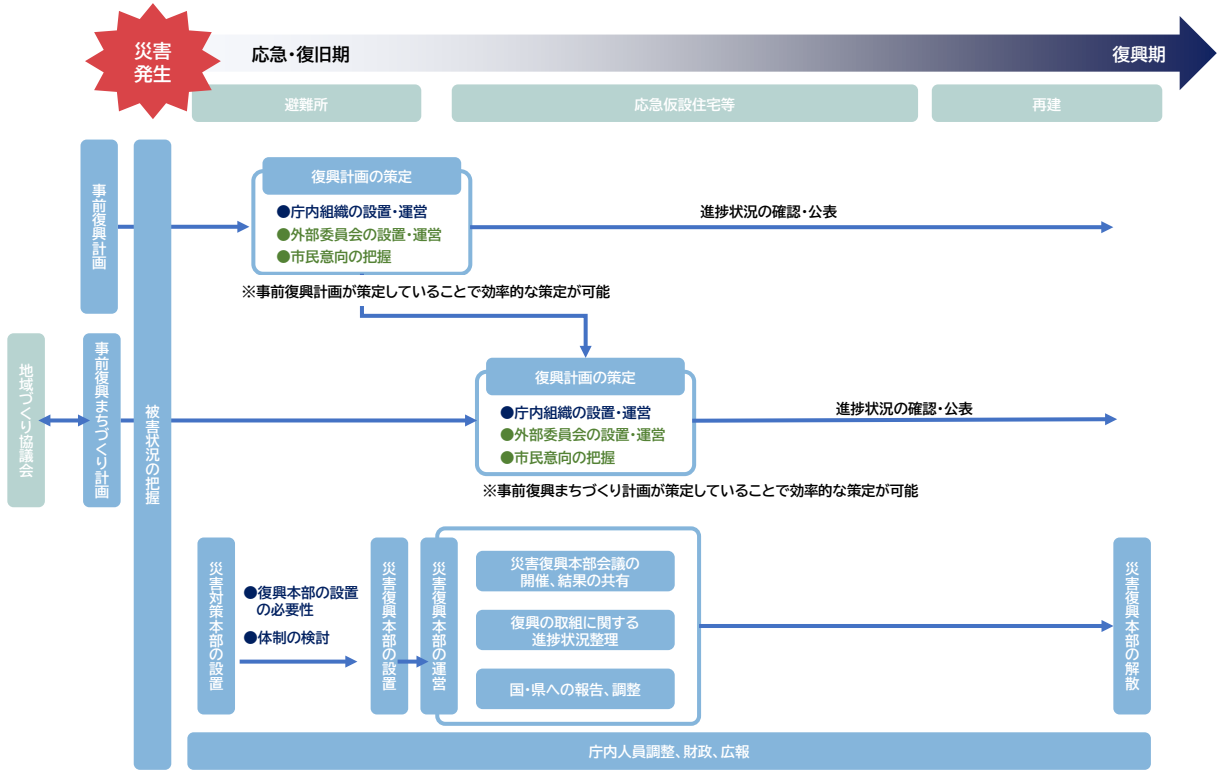 災害
発生
応急・復旧期
復興期
避難所
応急仮設住宅等
再建
事前復興計画
被害状況の把握
復興計画の策定
●庁内組織の設置・運営
●外部委員会の設置・運営
●市民意向の把握
進捗状況の確認・公表
※事前復興計画が策定していることで効率的な策定が可能
地域づくり協議会
事前復興まちづくり計画
復興計画の策定
●庁内組織の設置・運営
●外部委員会の設置・運営
●市民意向の把握
進捗状況の確認・公表
※事前復興まちづくり計画が策定していることで効率的な策定が可能
災害対策本部の設置
●復興本部の設置
の必要性
●体制の検討
災害復興本部の設置
災害復興本部の運営
災害復興本部会議の
開催、結果の共有
復興の取組に関する
進捗状況整理
国・県への報告、調整
災害復興本部の解散
庁内人員調整、財政、広報